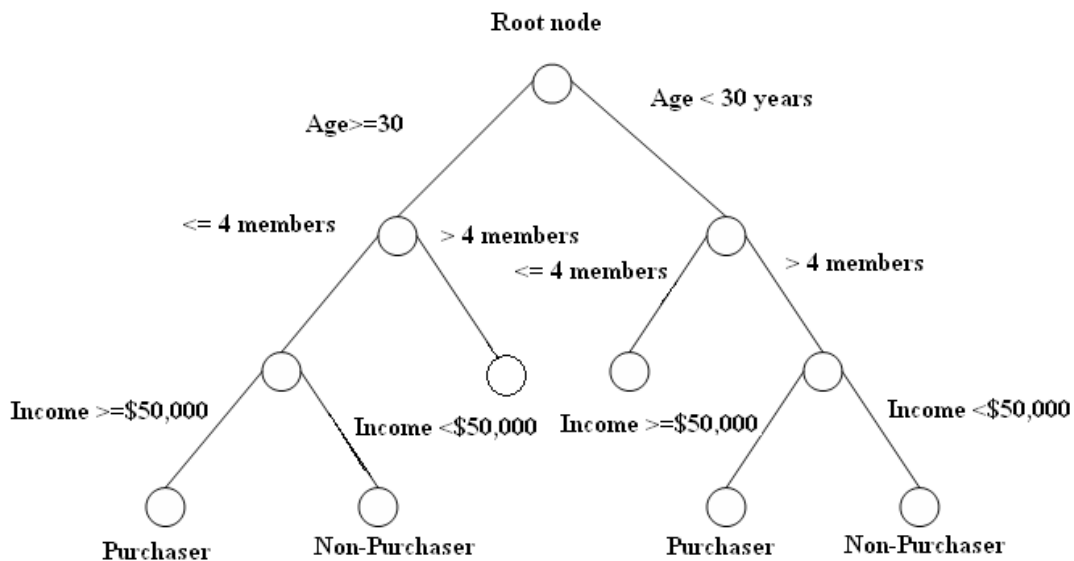 Root node
Age < 30 years
Age>=30
<= 4 members
> 4 members
<= 4 members
> 4 members
Income >=$50,000
Income <$50,000
Income >=$50,000
Income <$50,000
Purchaser
Non-Purchaser
Purchaser
Non-Purchaser